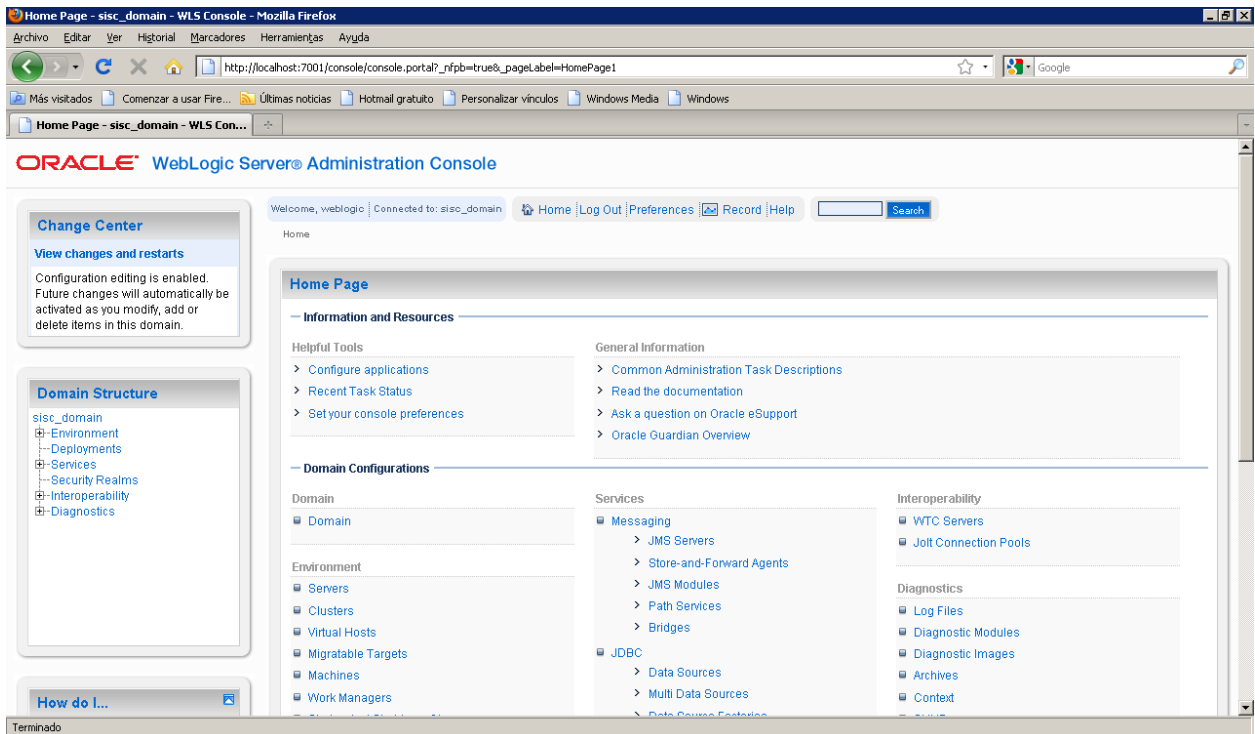 Home Page - sisc_domain - WLS Console - Mozilla Firefox
Archivo Editar Ver Historial Marcadores Herramientas Ayuda
http://localhost:7001/console/console.portal?_nfpb=true&_pageLabel=HomePage1
Google
Más visitados Comenzar a usar Fire... Últimas noticias Hotmail gratuito Personalizar vínculos Windows Media Windows
Home Page - sisc_domain - WLS Con...
ORACLE WebLogic Server® Administration Console
Change Center
View changes and restarts
Configuration editing is enabled.
Future changes will automatically be
activated as you modify, add or
delete items in this domain.
Domain Structure
sisc_domain
Environment
Deployments
Services
Security Realms
Interoperability
Diagnostics
How do I...
Welcome, weblogic Connected to: sisc_domain Home Log Out Preferences Record Help Search
Home
Home Page
Information and Resources
Helpful Tools
Configure applications
Recent Task Status
Set your console preferences
General Information
Common Administration Task Descriptions
Read the documentation
Ask a question on Oracle eSupport
Oracle Guardian Overview
Domain Configurations
Domain
Domain
Environment
Servers
Clusters
Virtual Hosts
Migratable Targets
Machines
Work Managers
Services
Messaging
JMS Servers
Store-and-Forward Agents
JMS Modules
Path Services
Bridges
JDBC
Data Sources
Multi Data Sources
Interoperability
WTC Servers
Jolt Connection Pools
Diagnostics
Log Files
Diagnostic Modules
Diagnostic Images
Archives
Context
Terminado